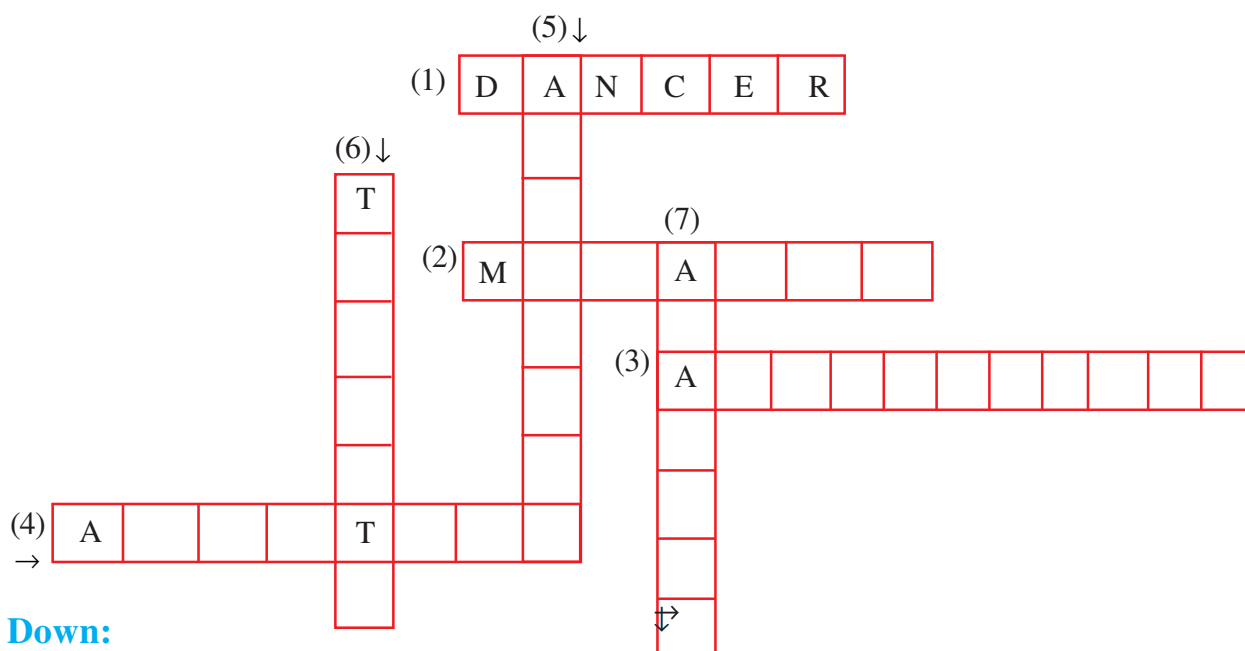 (5)↓
(1) D A N C E R
(6)↓
T
(7)
(2) M A
(3) A
(4) A T
→
Down: